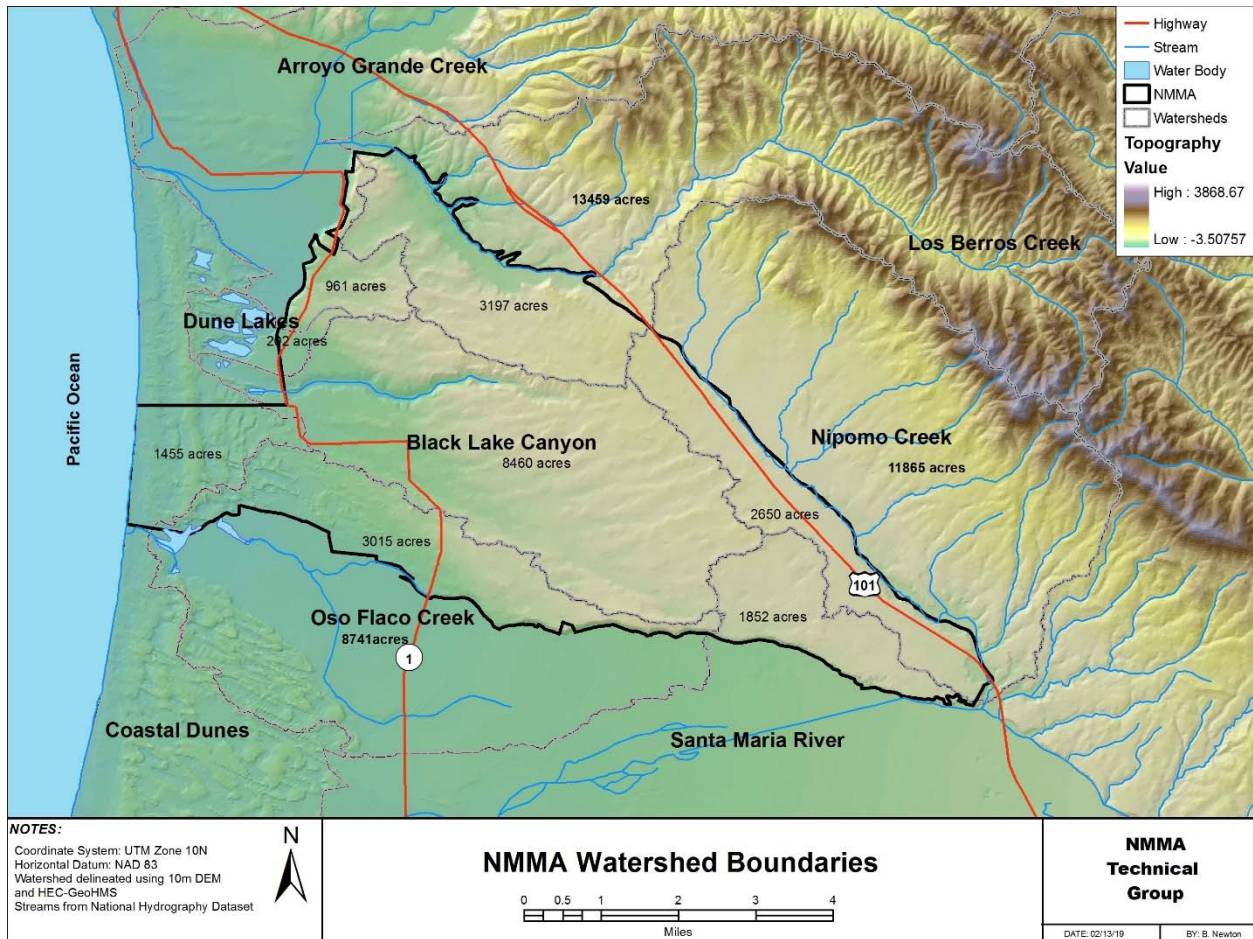 Highway
Stream
Water Body
NMMA
Watersheds
Topography
Value
High : 3868.67
Low : -3.50757
Arroyo Grande Creek
13459 acres
Los Berros Creek
961 acres
3197 acres
Dune Lakes
202 acres
Pacific Ocean
Black Lake Canyon
8460 acres
Nipomo Creek
11865 acres
1455 acres
2650 acres
3015 acres
101
1852 acres
Oso Flaco Creek
8741acres
1
Coastal Dunes
Santa Maria River
NOTES:
Coordinate System: UTM Zone 10N
Horizontal Datum: NAD 83
Watershed delineated using 10m DEM
and HEC-GeoHMS
Streams from National Hydrography Dataset
N
NMMA Watershed Boundaries
0 0.5 1 2 3 4
Miles
NMMA
Technical
Group
DATE: 02/13/19 BY: B. Newton